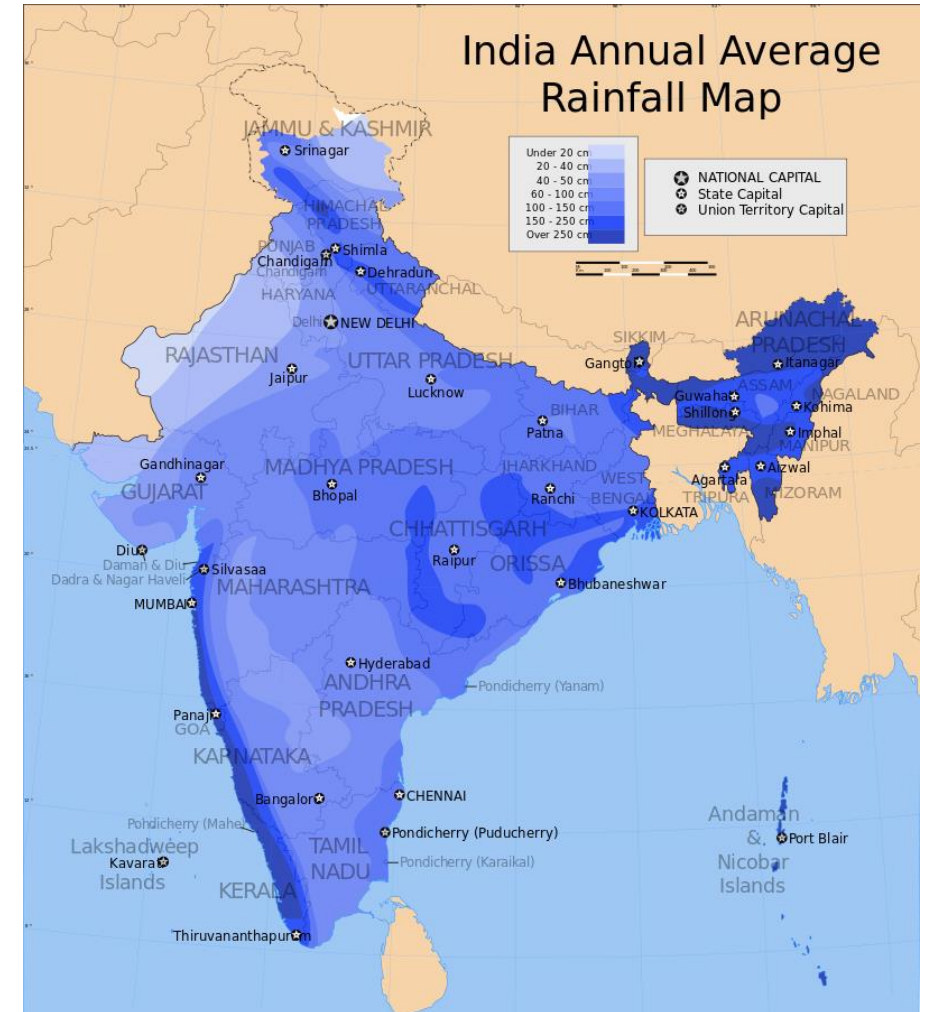 India Annual Average
Rainfall Map
JAMMU & KASHMIR
Srinagar
Under 20 cm
20 - 40 cm
40 - 50 cm
60 - 100 cm
100 - 150 cm
150 - 250 cm
Over 250 cm
NATIONAL CAPITAL
State Capital
Union Territory Capital
HIMACHAL
PRADESH
PUNJAB
Shimla
Chandigarh
Chandigarh
Dehradun
HARYANA
UTTARANCHAL
Delhi
NEW DELHI
RAJASTHAN
Jaipur
UTTAR PRADESH
Lucknow
SIKKIM
Gangtok
ARUNACHAL
PRADESH
Itanagar
ASSAM
NAGALAND
Guwahati
Shillong
Kohima
BIHAR
Patna
MEGHALAYA
Imphal
MANIPUR
Gandhinagar
GUJARAT
MADHYA PRADESH
Bhopal
JHARKHAND
Ranchi
WEST
BENGAL
KOLKATA
Agartala
TRIPURA
Aizwal
MIZORAM
CHHATTISGARH
Raipur
ORISSA
Bhubaneshwar
Diu
Daman & Diu
Dadra & Nagar Haveli
Silvasaa
MUMBAI
MAHARASHTRA
Hyderabad
ANDHRA
PRADESH
Pondicherry (Yanam)
Panaji
GOA
KARNATAKA
Bangalore
CHENNAI
Pondicherry (Mahe)
Pondicherry (Puducherry)
Lakshadweep
Kavarati
Islands
TAMIL
NADU
Pondicherry (Karaikal)
KERALA
Thiruvananthapuram
Andaman
&
Nicobar
Islands
Port Blair